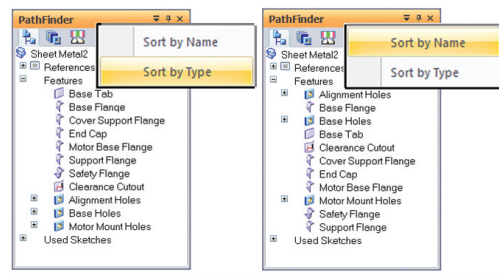 PathFinder
Sort by Name
Sort by Type
Sheet Metal2
References
Features
Base Tab
Base Flange
Cover Support Flange
End Cap
Motor Base Flange
Support Flange
Safety Flange
Clearance Cutout
Alignment Holes
Base Holes
Motor Mount Holes
Used Sketches
PathFinder
Sort by Name
Sort by Type
Sheet Metal2
References
Features
Alignment Holes
Base Flange
Base Holes
Base Tab
Clearance Cutout
Cover Support Flange
End Cap
Motor Base Flange
Motor Mount Holes
Safety Flange
Support Flange
Used Sketches